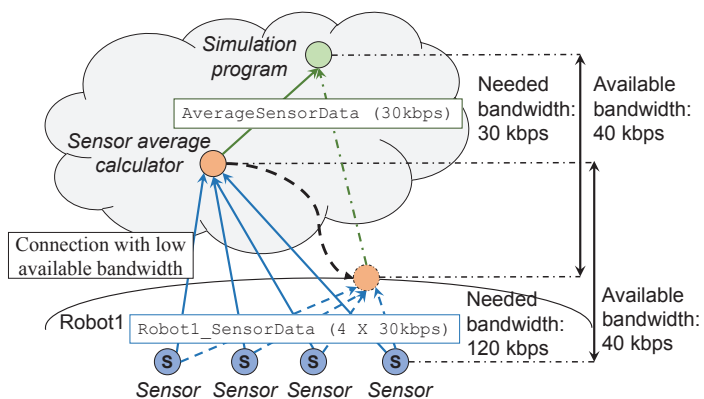 Simulation
program
Needed
bandwidth:
30 kbps
Available
bandwidth:
40 kbps
AverageSensorData (30kbps)
Sensor average
calculator
Connection with low
available bandwidth
Robot1
Robot1_SensorData (4 X 30kbps)
Needed
bandwidth:
120 kbps
Available
bandwidth:
40 kbps
S
S
S
S
Sensor
Sensor
Sensor
Sensor